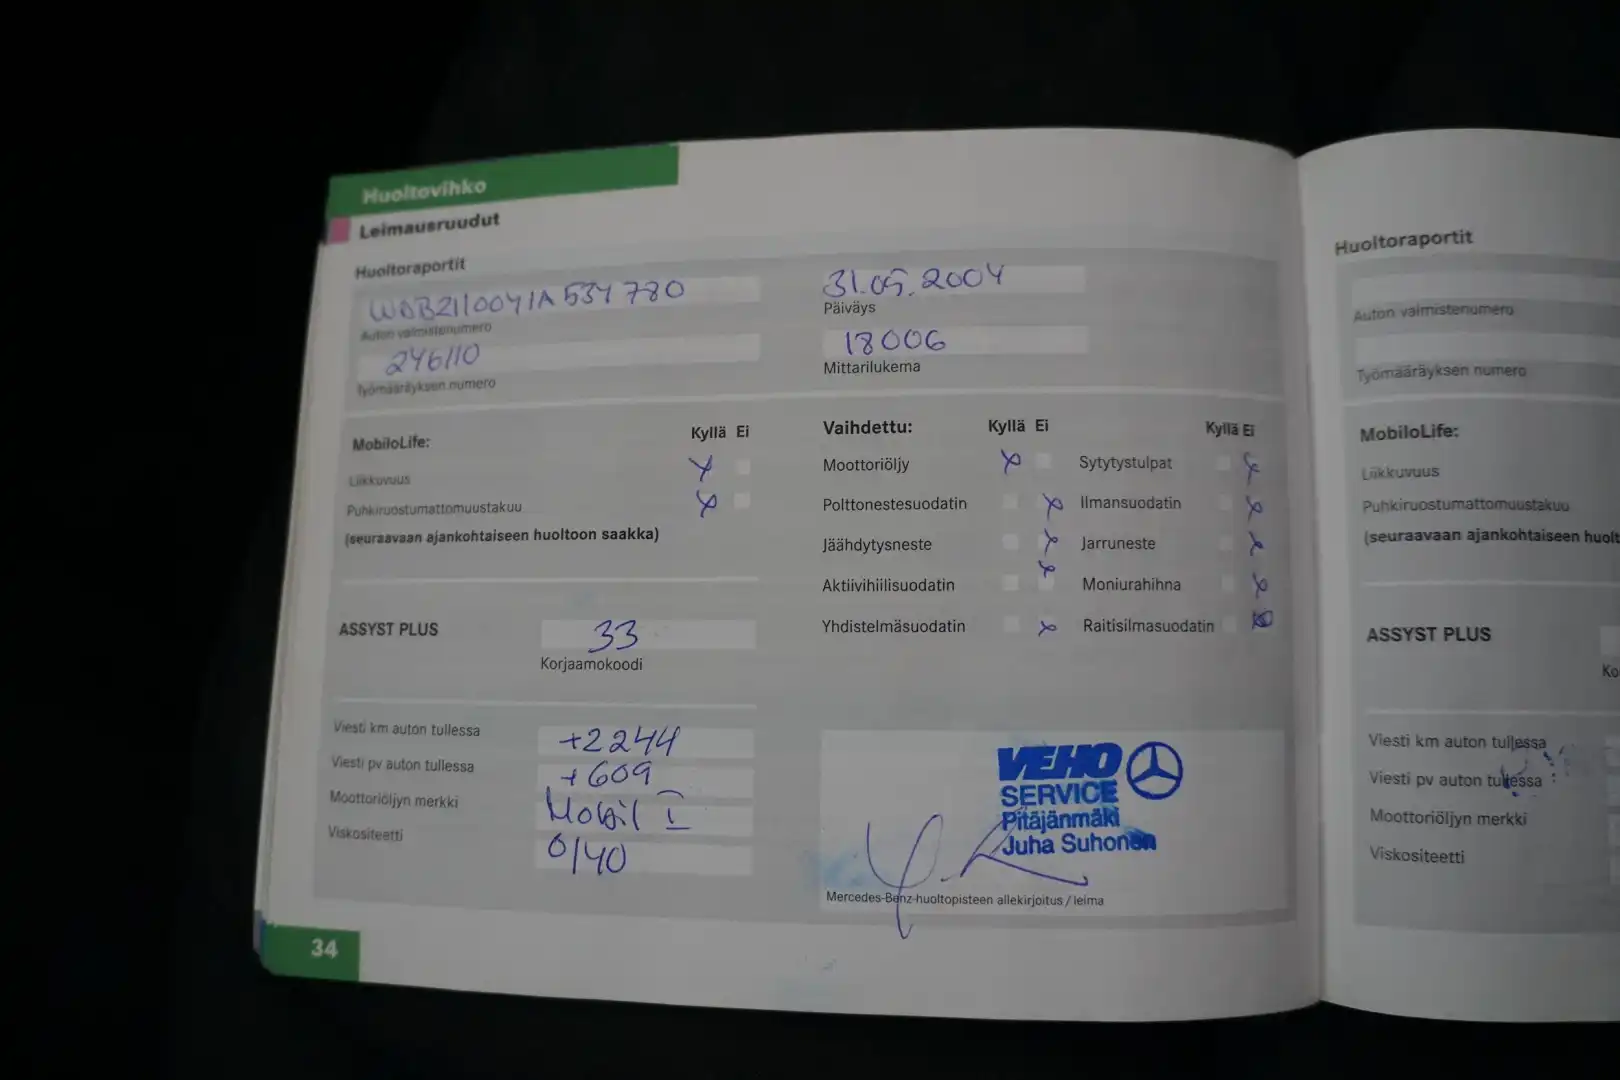 Huoltovihko
Leimausruudut
Huoltoraportit
WDB2110041A534780
Auton valmistenumero
246110
Työmääräyksen numero
31.05.2004
Päiväys
18006
Mittarilukema
MobiloLife:
Kyllä Ei
Liikkuvuus x
Puhkiruostumattomuustakuu x
(seuraavaan ajankohtaiseen huoltoon saakka)
Vaihdettu:
Kyllä Ei
Kyllä Ei
Moottoriöljy x
Sytytystulpat x
Polttonestesuodatin x
Ilmansuodatin x
Jäähdytysneste x
Jarruneste x
Aktiivihiilisuodatin x
Moniurahihna x
Yhdistelmäsuodatin x
Raitisilmasuodatin x
ASSYST PLUS
33
Korjaamokoodi
Viesti km auton tullessa +2244
Viesti pv auton tullessa +609
Moottoriöljyn merkki Mobil I
Viskositeetti 0/40
VEHO
SERVICE
Pitäjänmäki
Juha Suhonen
Mercedes-Benz-huoltopisteen allekirjoitus / leima
34
Huoltoraportit
Auton valmistenumero
Työmääräyksen numero
MobiloLife:
Liikkuvuus
Puhkiruostumattomuustakuu
(seuraavaan ajankohtaiseen huolt
ASSYST PLUS
Ko
Viesti km auton tullessa
Viesti pv auton tullessa
Moottoriöljyn merkki
Viskositeetti